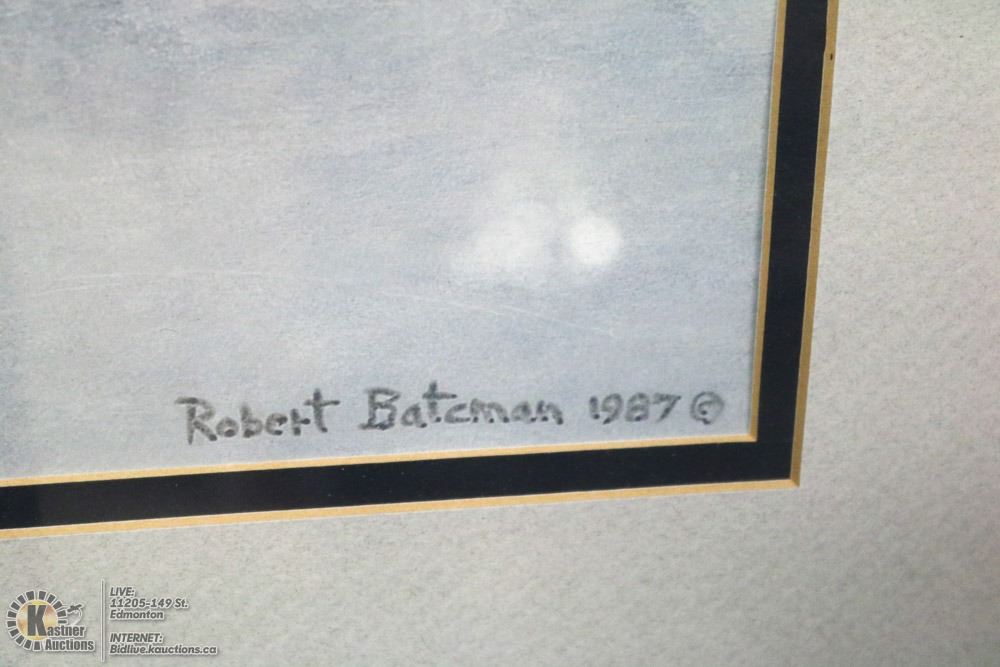 Robert Bateman 1987 ©
Kastner
Auctions
LIVE:
11205-149 St.
Edmonton
INTERNET:
Bidlive.kauctions.ca